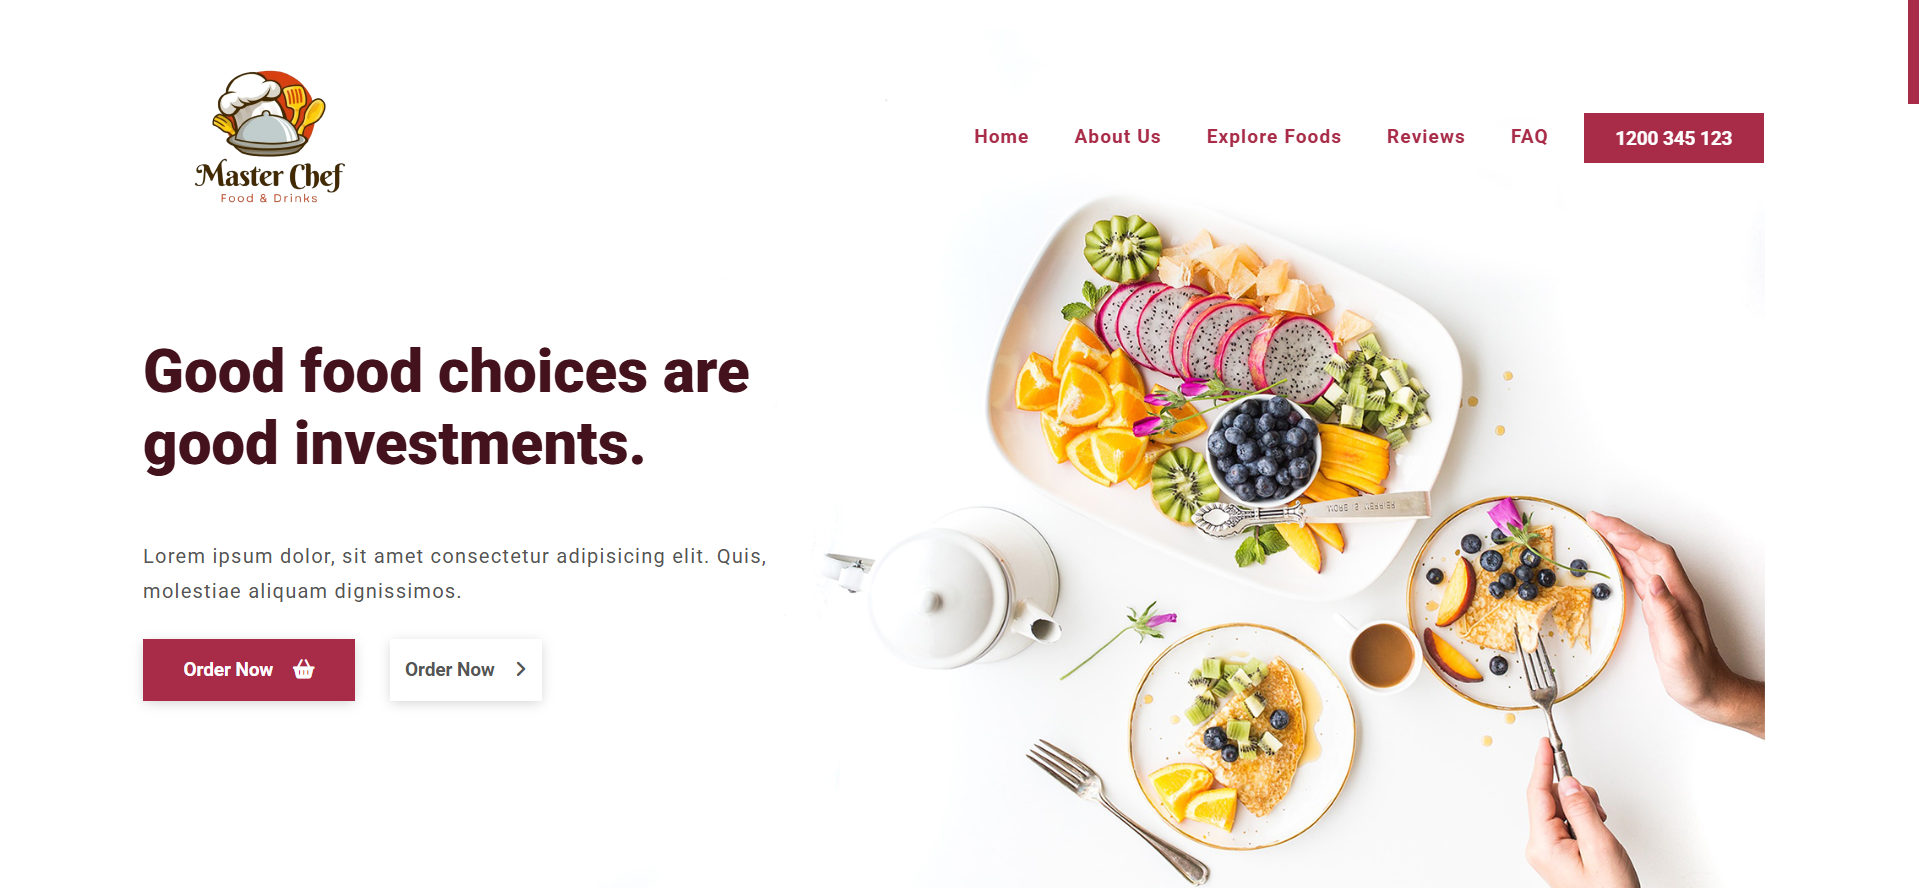 Master Chef
Food & Drinks
Home About Us Explore Foods Reviews FAQ 1200 345 123
Good food choices are
good investments.
Lorem ipsum dolor, sit amet consectetur adipisicing elit. Quis,
molestiae aliquam dignissimos.
Order Now Order Now